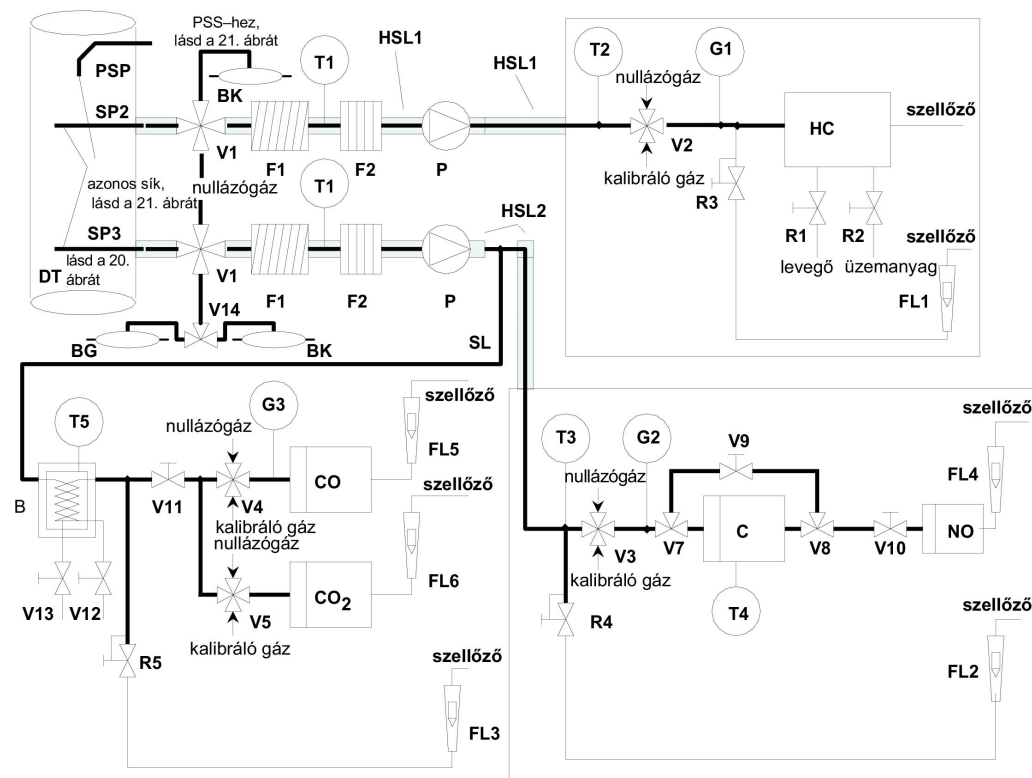 PSS–hez,
lásd a 21. ábrát
PSP
BK
HSL1
HSL1
T1
T2
G1
nullázógáz
szellőző
SP2
V1
F1
F2
P
V2
HC
kalibráló gáz
R3
azonos sík,
lásd a 21. ábrát
nullázógáz
T1
HSL2
R1
R2
levegő
üzemanyag
szellőző
FL1
SP3
lásd a 20.
ábrát
DT
V1
F1
F2
P
V14
BG
BK
SL
szellőző
T5
G3
nullázógáz
FL5
B
V11
V4
CO
szellőző
kalibráló gáz
nullázógáz
FL6
V13
V12
V5
CO2
kalibráló gáz
R5
szellőző
FL3
szellőző
T3
G2
V9
FL4
nullázógáz
V3
V7
C
V8
V10
NO
kalibráló gáz
R4
T4
szellőző
FL2